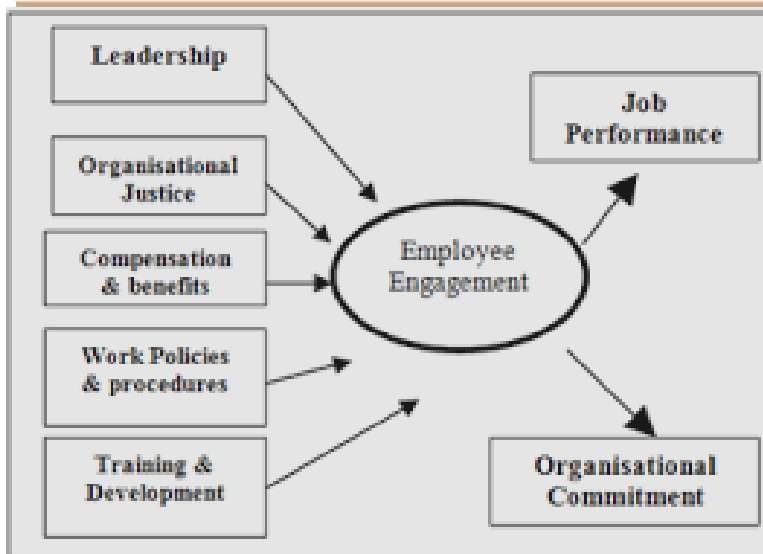 Leadership
Organisational
Justice
Compensation
& benefits
Work Policies
& procedures
Training &
Development
Employee
Engagement
Job
Performance
Organisational
Commitment